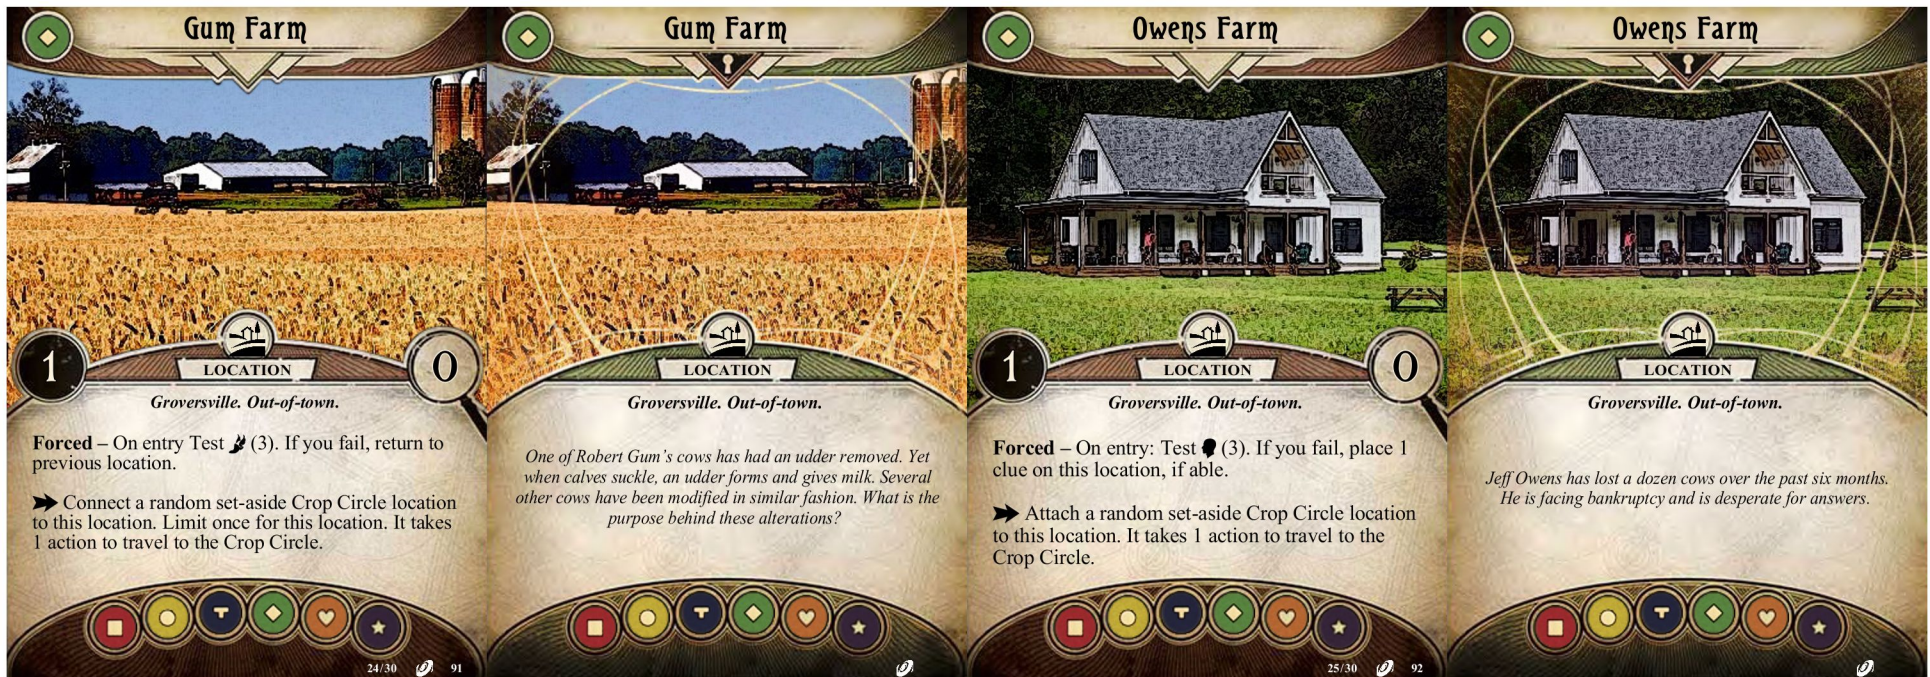 Gum Farm
1
0
LOCATION
Groversville. Out-of-town.
Forced – On entry Test (3). If you fail, return to
previous location.
Connect a random set-aside Crop Circle location
to this location. Limit once for this location. It takes
1 action to travel to the Crop Circle.
24/30
91
Gum Farm
LOCATION
Groversville. Out-of-town.
One of Robert Gum's cows has had an udder removed. Yet
when calves suckle, an udder forms and gives milk. Several
other cows have been modified in similar fashion. What is the
purpose behind these alterations?
Owens Farm
1
0
LOCATION
Groversville. Out-of-town.
Forced – On entry: Test (3). If you fail, place 1
clue on this location, if able.
Attach a random set-aside Crop Circle location
to this location. It takes 1 action to travel to the
Crop Circle.
25/30
92
Owens Farm
LOCATION
Groversville. Out-of-town.
Jeff Owens has lost a dozen cows over the past six months.
He is facing bankruptcy and is desperate for answers.